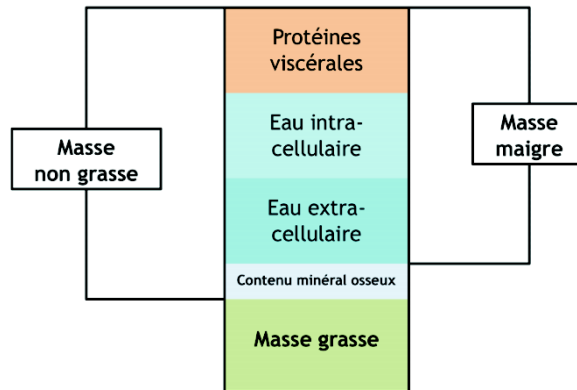 Protéines
viscérales
Masse
non grasse
Eau intra-
cellulaire
Masse
maigre
Eau extra-
cellulaire
Contenu minéral osseux
Masse grasse